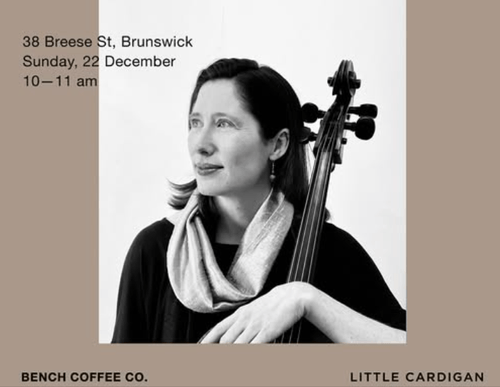 38 Breese St, Brunswick
Sunday, 22 December
10—11 am
BENCH COFFEE CO.
LITTLE CARDIGAN